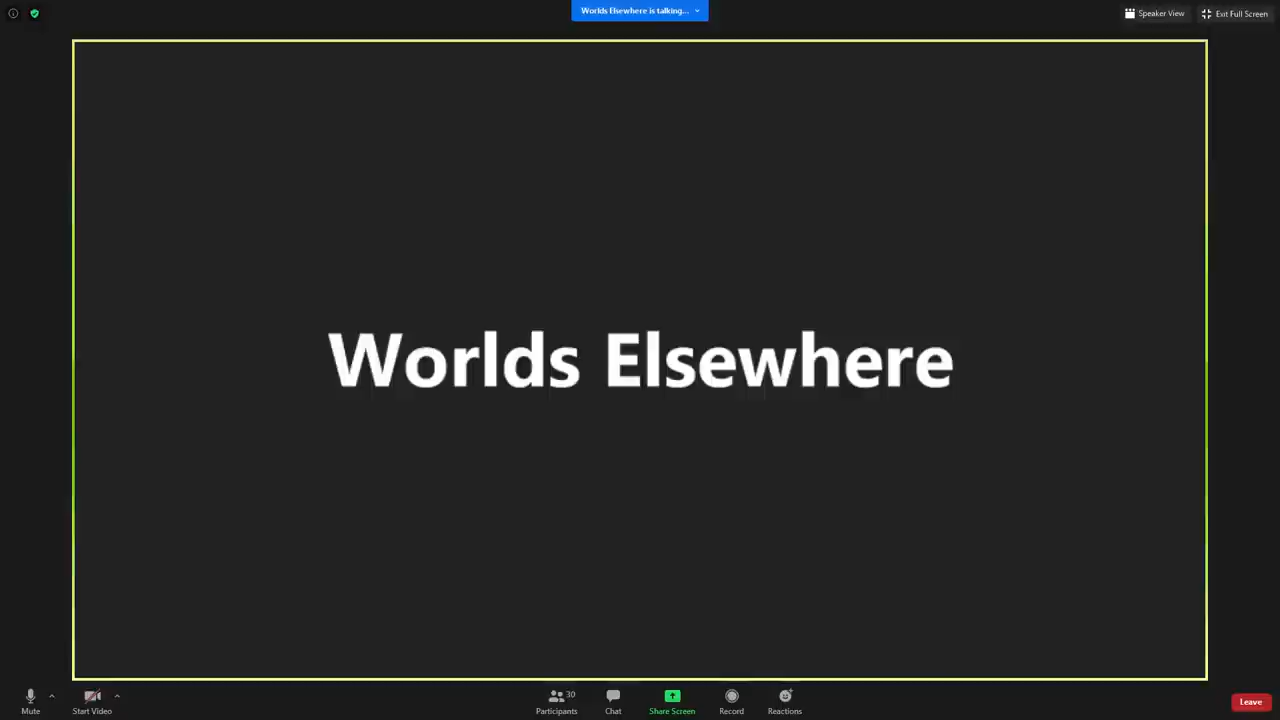 Worlds Elsewhere is talking...
Speaker View
Exit Full Screen
Worlds Elsewhere
Mute
Start Video
30
Participants
Chat
Share Screen
Record
Reactions
Leave